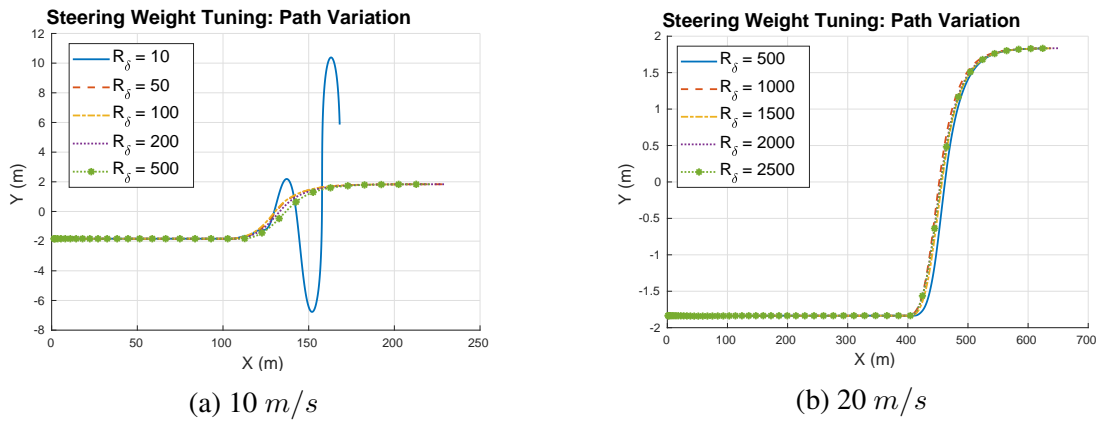 Steering Weight Tuning: Path Variation
12
10
8
6
4
2
0
-2
-4
-6
-8
Y (m)
R_δ = 10
R_δ = 50
R_δ = 100
R_δ = 200
R_δ = 500
0
50
100
150
200
250
X (m)
(a) 10 m/s
Steering Weight Tuning: Path Variation
2
1.5
1
0.5
0
-0.5
-1
-1.5
-2
Y (m)
R_δ = 500
R_δ = 1000
R_δ = 1500
R_δ = 2000
R_δ = 2500
0
100
200
300
400
500
600
700
X (m)
(b) 20 m/s